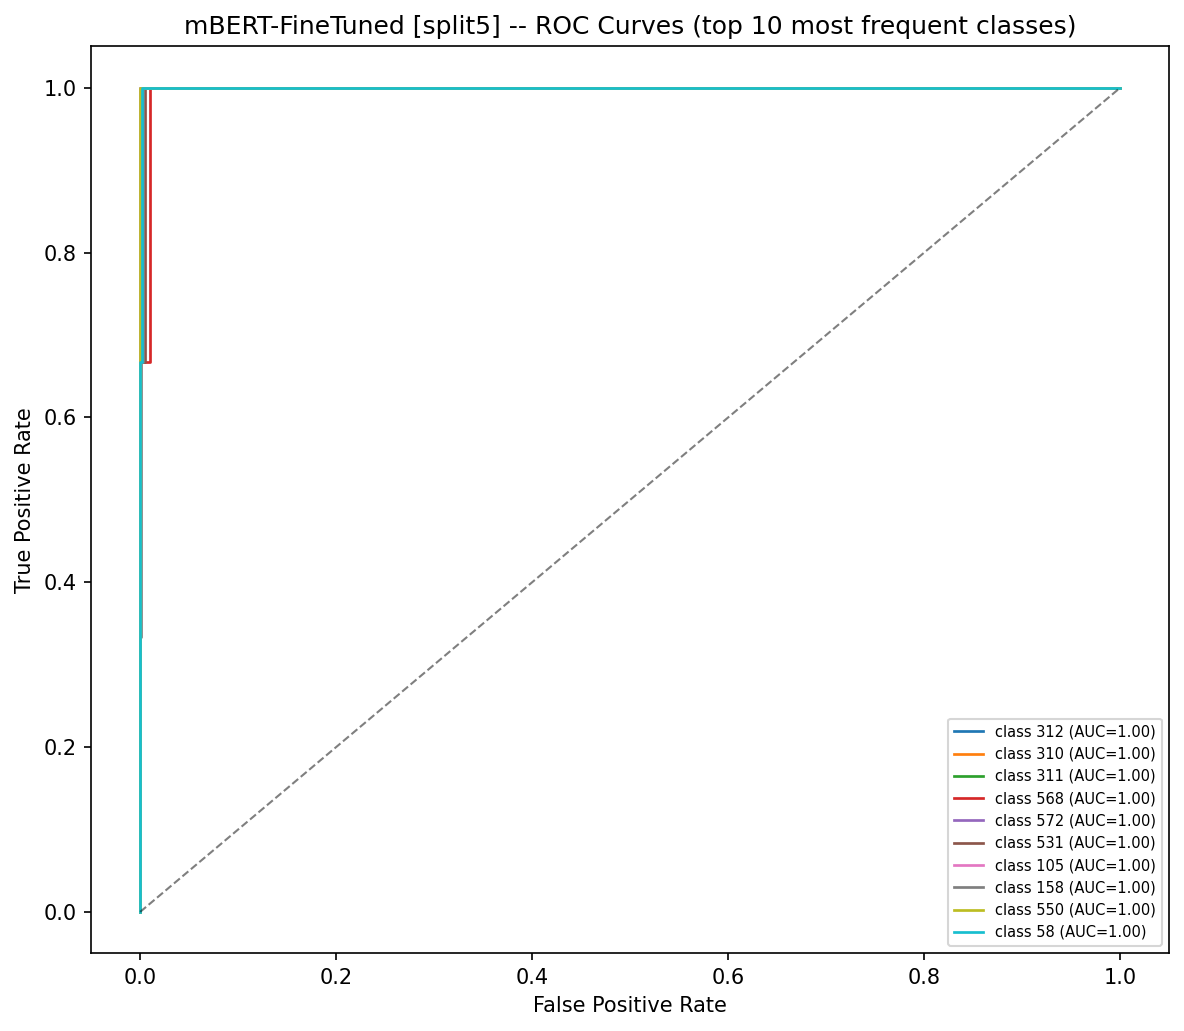 mBERT-FineTuned [split5] -- ROC Curves (top 10 most frequent classes)
True Positive Rate
1.0
0.8
0.6
0.4
0.2
0.0
0.0 0.2 0.4 0.6 0.8 1.0
False Positive Rate
class 312 (AUC=1.00)
class 310 (AUC=1.00)
class 311 (AUC=1.00)
class 568 (AUC=1.00)
class 572 (AUC=1.00)
class 531 (AUC=1.00)
class 105 (AUC=1.00)
class 158 (AUC=1.00)
class 550 (AUC=1.00)
class 58 (AUC=1.00)